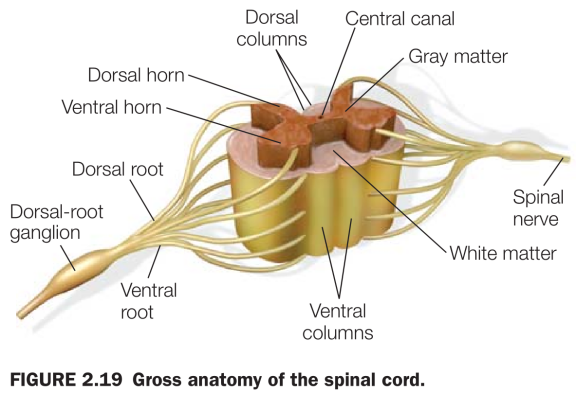 Dorsal
columns
Central canal
Gray matter
Dorsal horn
Ventral horn
Dorsal root
Dorsal-root
ganglion
Spinal
nerve
White matter
Ventral
root
Ventral
columns
FIGURE 2.19 Gross anatomy of the spinal cord.